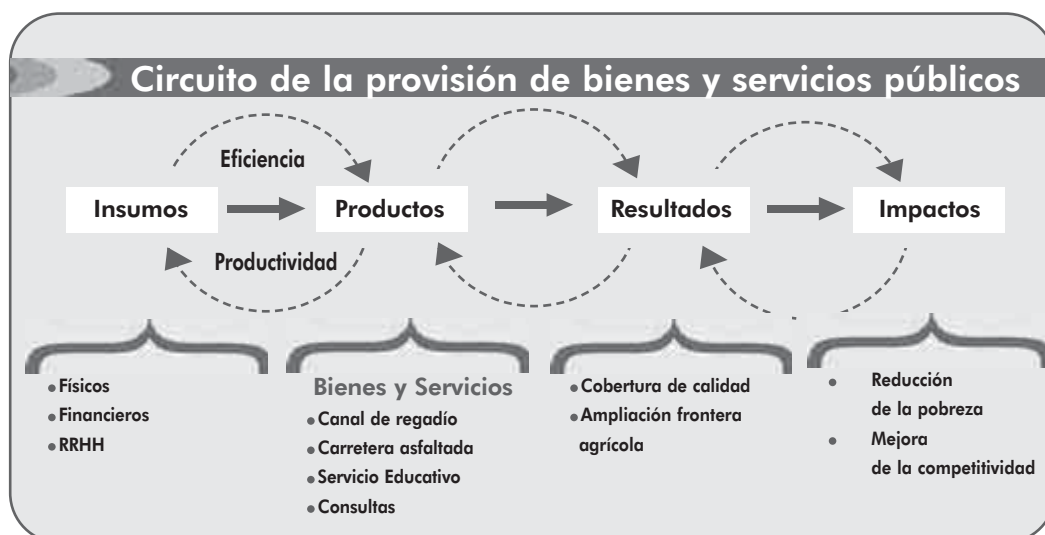 Circuito de la provisión de bienes y servicios públicos
Eficiencia
Insumos
Productos
Resultados
Impactos
Productividad
• Físicos
• Financieros
• RRHH
Bienes y Servicios
• Canal de regadío
• Carretera asfaltada
• Servicio Educativo
• Consultas
• Cobertura de calidad
• Ampliación frontera
agrícola
• Reducción
de la pobreza
• Mejora
de la competitividad